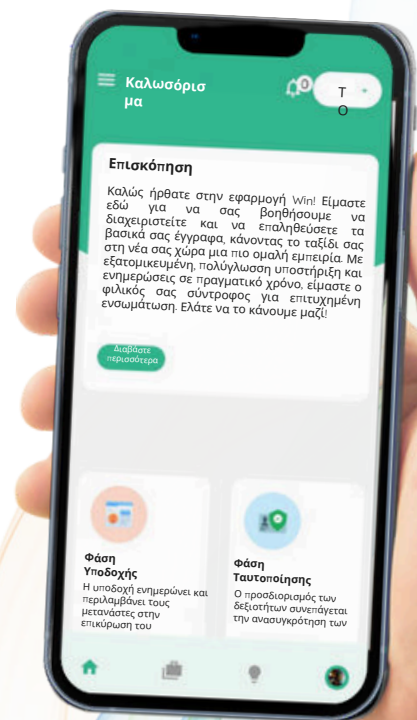 Καλωσόρισ
μα
0
Τ
Ο
Επισκόπηση
Καλώς ήρθατε στην εφαρμογή Win! Είμαστε
εδώ για να σας βοηθήσουμε να
διαχειριστείτε και να επαληθεύσετε τα
βασικά σας έγγραφα, κάνοντας το ταξίδι σας
στη νέα σας χώρα μια πιο ομαλή εμπειρία. Με
εξατομικευμένη, πολύγλωσση υποστήριξη και
ενημερώσεις σε πραγματικό χρόνο, είμαστε ο
φιλικός σας σύντροφος για επιτυχημένη
ενσωμάτωση. Ελάτε να το κάνουμε μαζί!
Διαβάστε
περισσότερα
Φάση
Υποδοχής
Η υποδοχή ενημερώνει και
περιλαμβάνει τους
μετανάστες στην
επικύρωση του
Φάση
Ταυτοποίησης
Ο προσδιορισμός των
δεξιοτήτων συνεπάγεται
την ανασυγκρότηση των